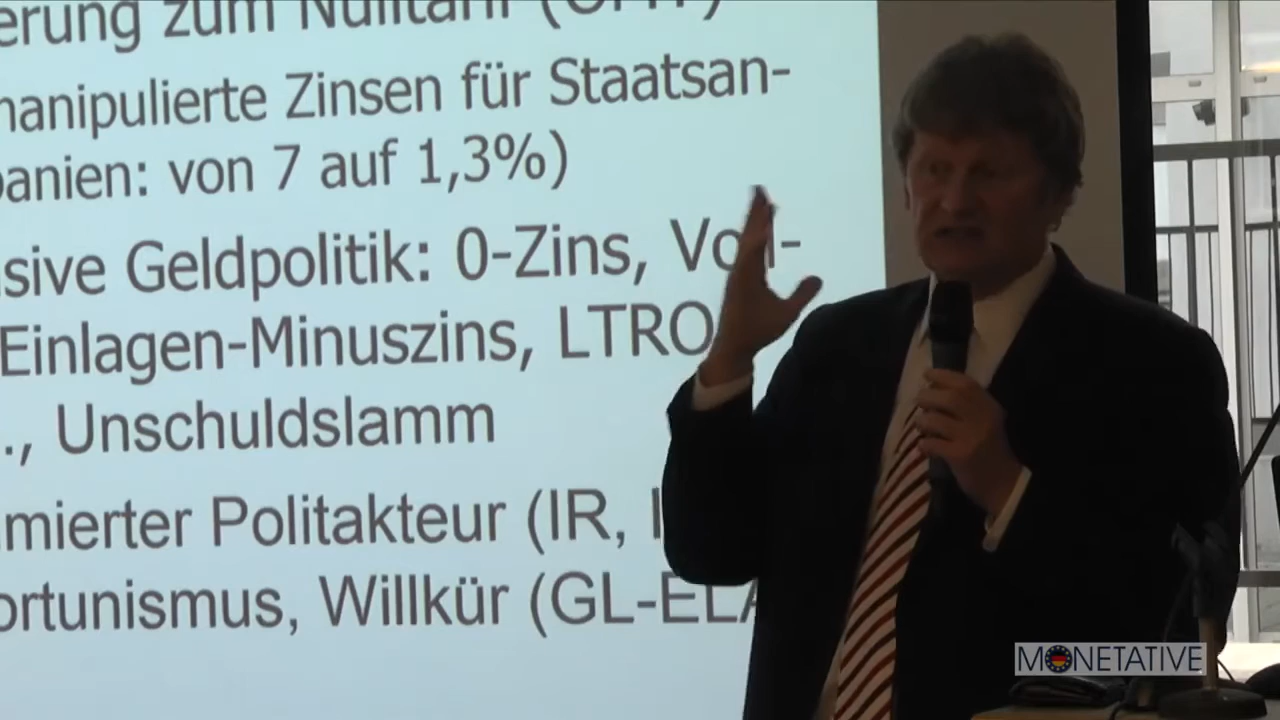 erung zum Nulltarif (OMT)
manipulierte Zinsen für Staatsan-
panien: von 7 auf 1,3%)
sive Geldpolitik: 0-Zins, Voll-
Einlagen-Minuszins, LTRO
., Unschuldslamm
mierter Politakteur (IR, I
ortunismus, Willkür (GL-ELA
MONETATIVE